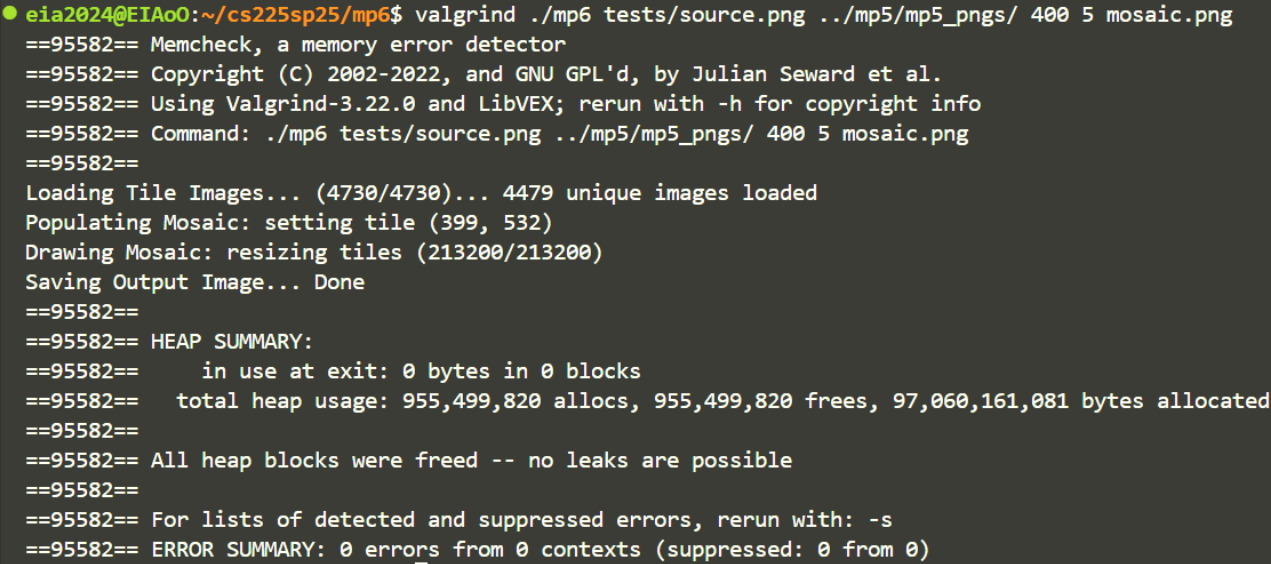 eia2024@EIAoO:~/cs225sp25/mp6$ valgrind ./mp6 tests/source.png ../mp5/mp5_pngs/ 400 5 mosaic.png
==95582== Memcheck, a memory error detector
==95582== Copyright (C) 2002-2022, and GNU GPL'd, by Julian Seward et al.
==95582== Using Valgrind-3.22.0 and LibVEX; rerun with -h for copyright info
==95582== Command: ./mp6 tests/source.png ../mp5/mp5_pngs/ 400 5 mosaic.png
==95582==
Loading Tile Images... (4730/4730)... 4479 unique images loaded
Populating Mosaic: setting tile (399, 532)
Drawing Mosaic: resizing tiles (213200/213200)
Saving Output Image... Done
==95582==
==95582== HEAP SUMMARY:
==95582==     in use at exit: 0 bytes in 0 blocks
==95582==   total heap usage: 955,499,820 allocs, 955,499,820 frees, 97,060,161,081 bytes allocated
==95582==
==95582== All heap blocks were freed -- no leaks are possible
==95582==
==95582== For lists of detected and suppressed errors, rerun with: -s
==95582== ERROR SUMMARY: 0 errors from 0 contexts (suppressed: 0 from 0)